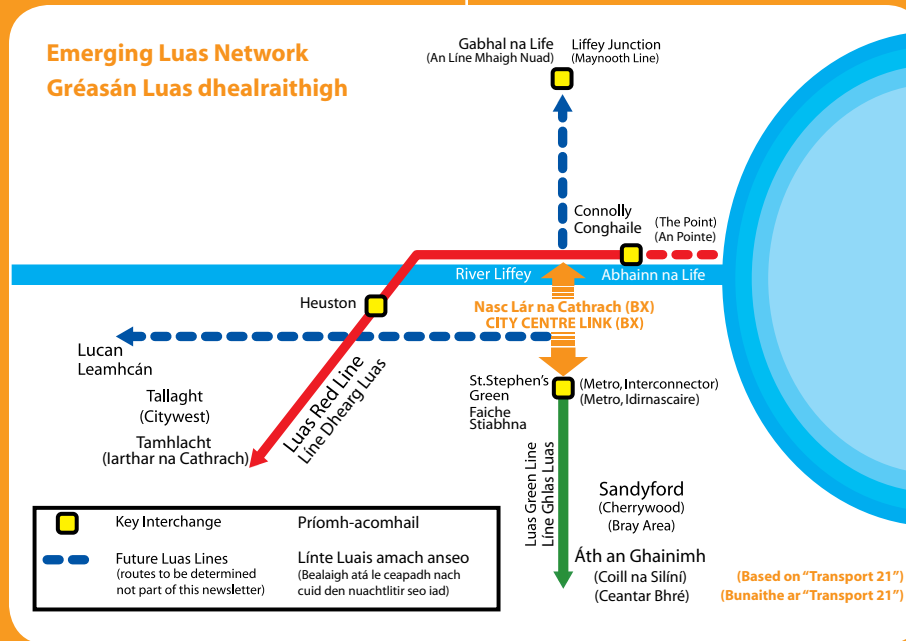 Emerging Luas Network
Gréasán Luas dhealraithigh
Gabhal na Life
(An Líne Mhaigh Nuad)
Liffey Junction
(Maynooth Line)
Connolly
Conghaile
(The Point)
(An Pointe)
River Liffey
Abhainn na Life
Heuston
Nasc Lár na Cathrach (BX)
CITY CENTRE LINK (BX)
Lucan
Leamhcán
Tallaght
(Citywest)
Tamhlacht
(Iarthar na Cathrach)
Luas Red Line
Líne Dhearg Luas
St.Stephen's
Green
Faiche
Stiabhna
(Metro, Interconnector)
(Metro, Idirnascaire)
Luas Green Line
Líne Ghlas Luas
Sandyford
(Cherrywood)
(Bray Area)
Áth an Ghainimh
(Coill na Silíní)
(Ceantar Bhré)
Key Interchange
Príomh-acomhail
Future Luas Lines
(routes to be determined
not part of this newsletter)
Línte Luais amach anseo
(Bealaigh atá le ceapadh nach
cuid den nuachtlitir seo iad)
(Based on "Transport 21")
(Bunaithe ar "Transport 21")